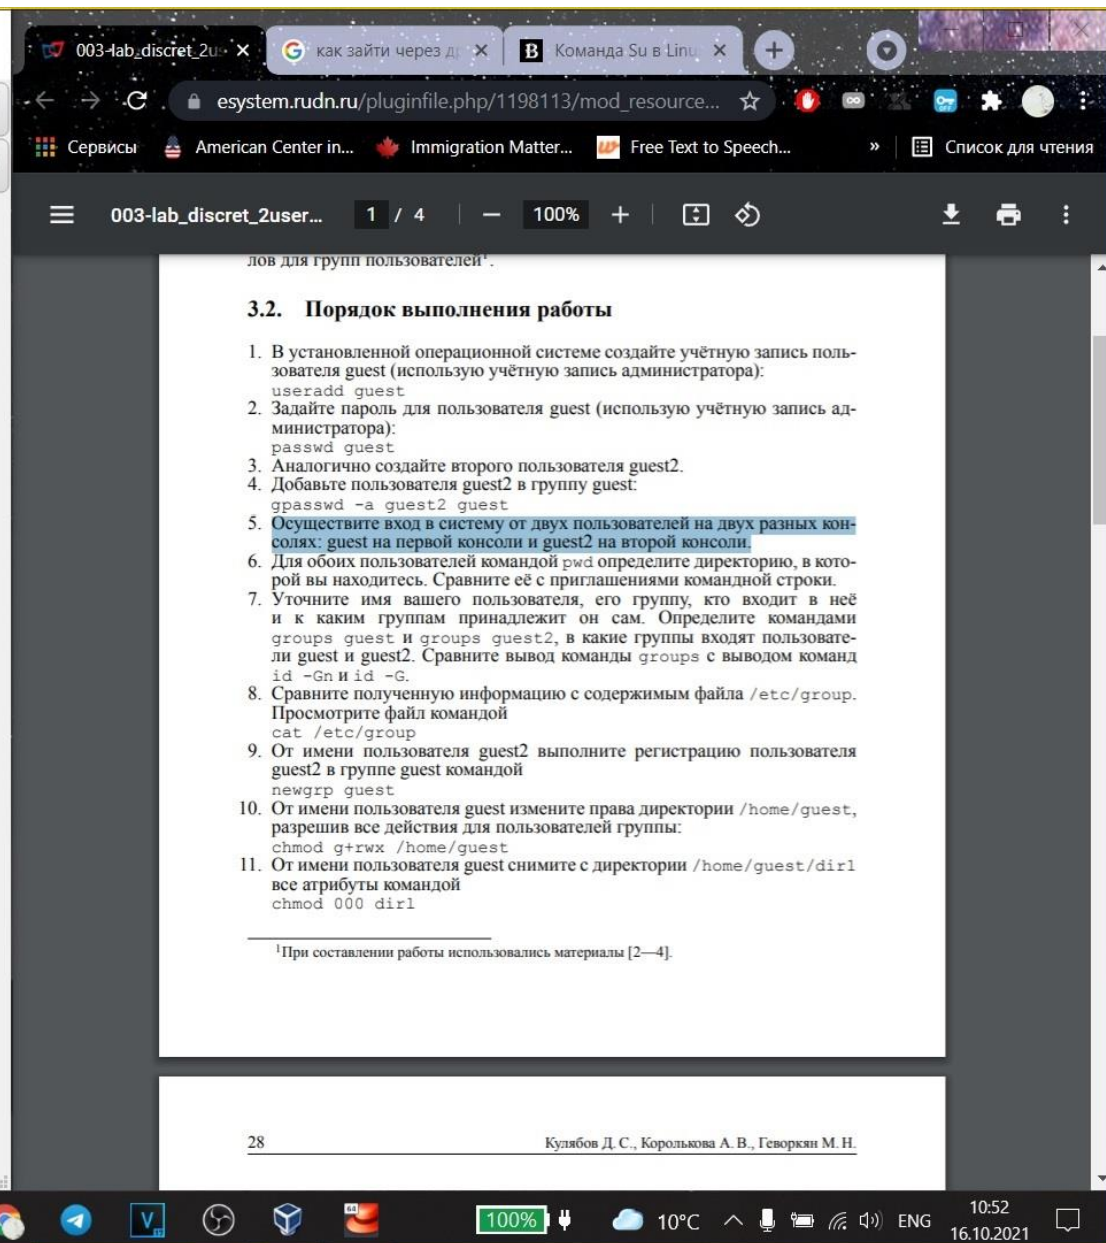 003-lab_discret_2u
как зайти через д
B Команда Su в Linu
esystem.rudn.ru/pluginfile.php/1198113/mod_resource...
OFF
Сервисы
American Center in...
Immigration Matter...
Free Text to Speech...
»
Список для чтения
003-lab_discret_2user...
1 / 4
100%
лов для групп пользователей¹.
3.2. Порядок выполнения работы
1. В установленной операционной системе создайте учётную запись поль-
зователя guest (использую учётную запись администратора):
useradd guest
2. Задайте пароль для пользователя guest (использую учётную запись ад-
министратора):
passwd guest
3. Аналогично создайте второго пользователя guest2.
4. Добавьте пользователя guest2 в группу guest:
gpasswd -a guest2 guest
5. Осуществите вход в систему от двух пользователей на двух разных кон-
солях: guest на первой консоли и guest2 на второй консоли.
6. Для обоих пользователей командой pwd определите директорию, в кото-
рой вы находитесь. Сравните её с приглашениями командной строки.
7. Уточните имя вашего пользователя, его группу, кто входит в неё
и к каким группам принадлежит он сам. Определите командами
groups guest и groups guest2, в какие группы входят пользовате-
ли guest и guest2. Сравните вывод команды groups с выводом команд
id -Gn и id -G.
8. Сравните полученную информацию с содержимым файла /etc/group.
Просмотрите файл командой
cat /etc/group
9. От имени пользователя guest2 выполните регистрацию пользователя
guest2 в группе guest командой
newgrp guest
10. От имени пользователя guest измените права директории /home/guest,
разрешив все действия для пользователей группы:
chmod g+rwx /home/guest
11. От имени пользователя guest снимите с директории /home/guest/dir1
все атрибуты командой
chmod 000 dir1
¹При составлении работы использовались материалы [2—4].
28
Кулябов Д. С., Королькова А. В., Геворкян М. Н.
64
100%
10°C
ENG
10:52
16.10.2021